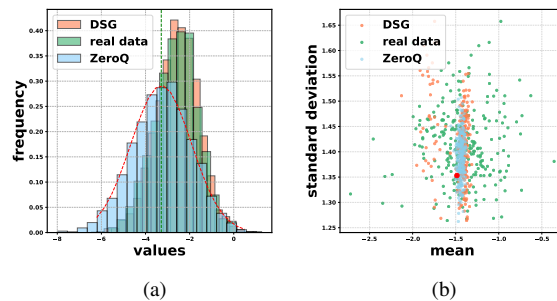 DSG
real data
ZeroQ
frequency
0.40
0.35
0.30
0.25
0.20
0.15
0.10
0.05
0.00
−8
−6
−4
−2
0
values
(a)
DSG
real data
ZeroQ
standard deviation
1.65
1.60
1.55
1.50
1.45
1.40
1.35
1.30
1.25
-2.5
-2.0
-1.5
-1.0
-0.5
mean
(b)